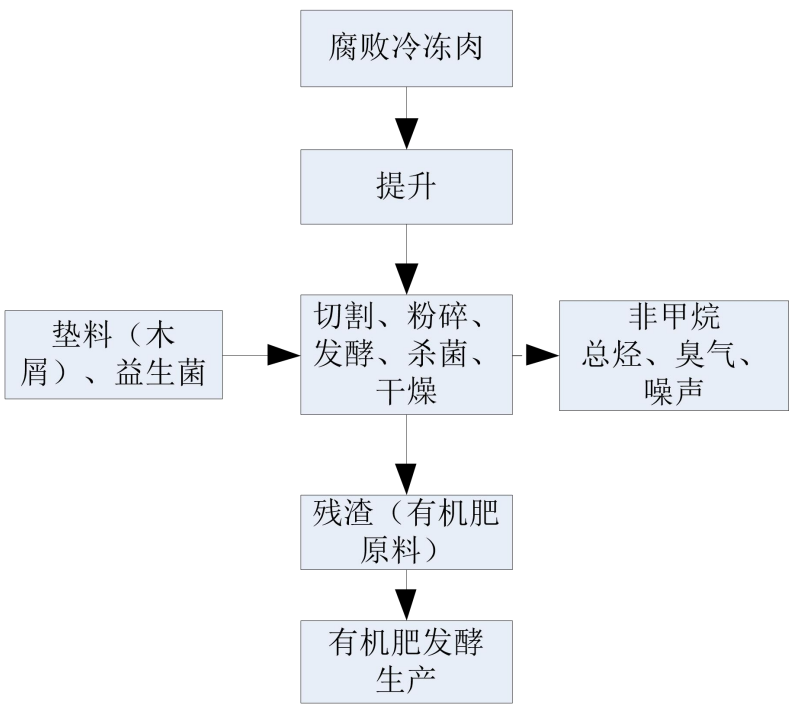 腐败冷冻肉
提升
切割、粉碎、
发酵、杀菌、
干燥
垫料（木
屑）、益生菌
非甲烷
总烃、臭气、
噪声
残渣（有机肥
原料）
有机肥发酵
生产